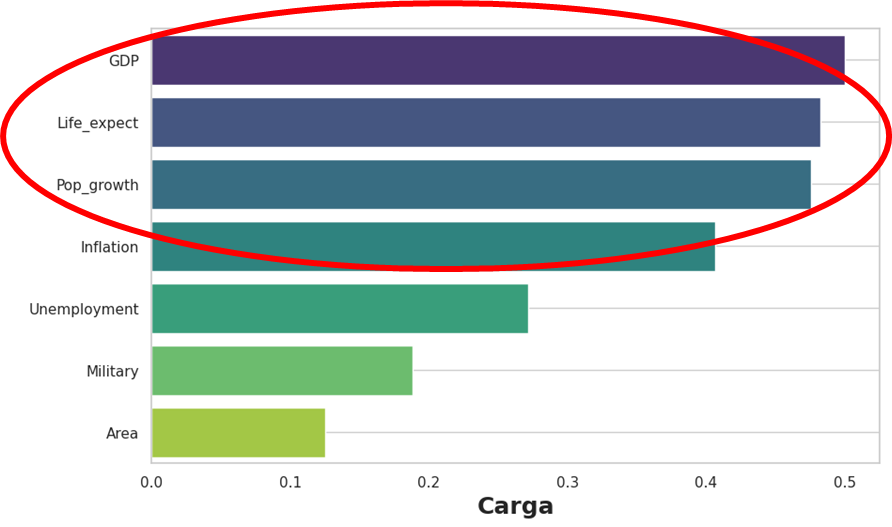 GDP
Life_expect
Pop_growth
Inflation
Unemployment
Military
Area
0.0 0.1 0.2 0.3 0.4 0.5
Carga